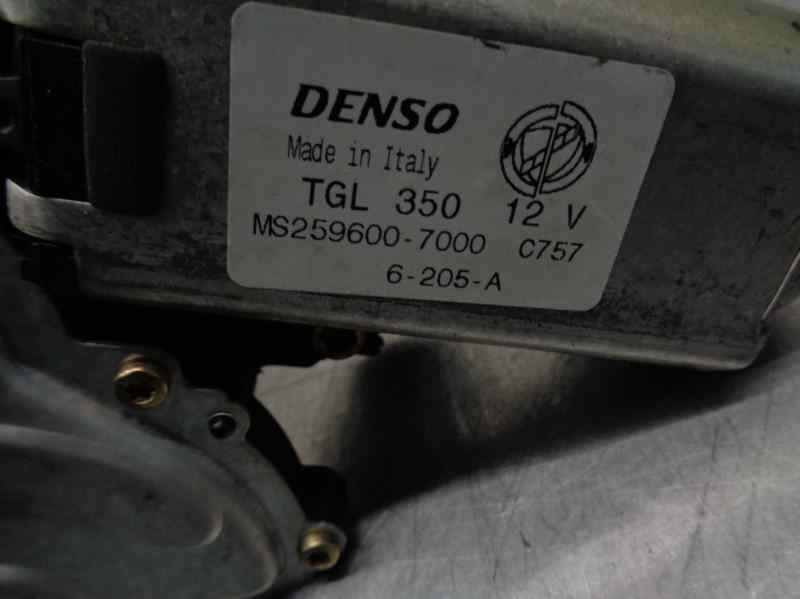 DENSO
Made in Italy
TGL 350 12 V
MS259600-7000 C757
6-205-A